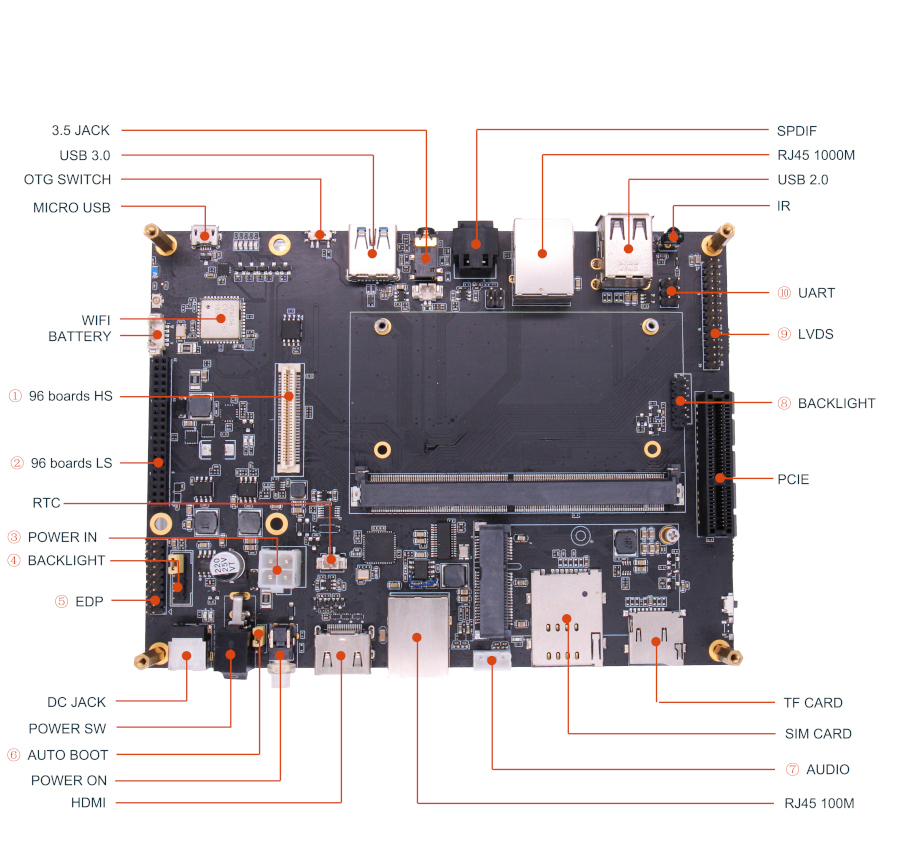 3.5 JACK
USB 3.0
OTG SWITCH
MICRO USB
WIFI
BATTERY
① 96 boards HS
② 96 boards LS
RTC
③ POWER IN
④ BACKLIGHT
⑤ EDP
DC JACK
POWER SW
⑥ AUTO BOOT
POWER ON
HDMI
SPDIF
RJ45 1000M
USB 2.0
IR
⑩ UART
⑨ LVDS
⑧ BACKLIGHT
PCIE
TF CARD
SIM CARD
⑦ AUDIO
RJ45 100M
220
25V